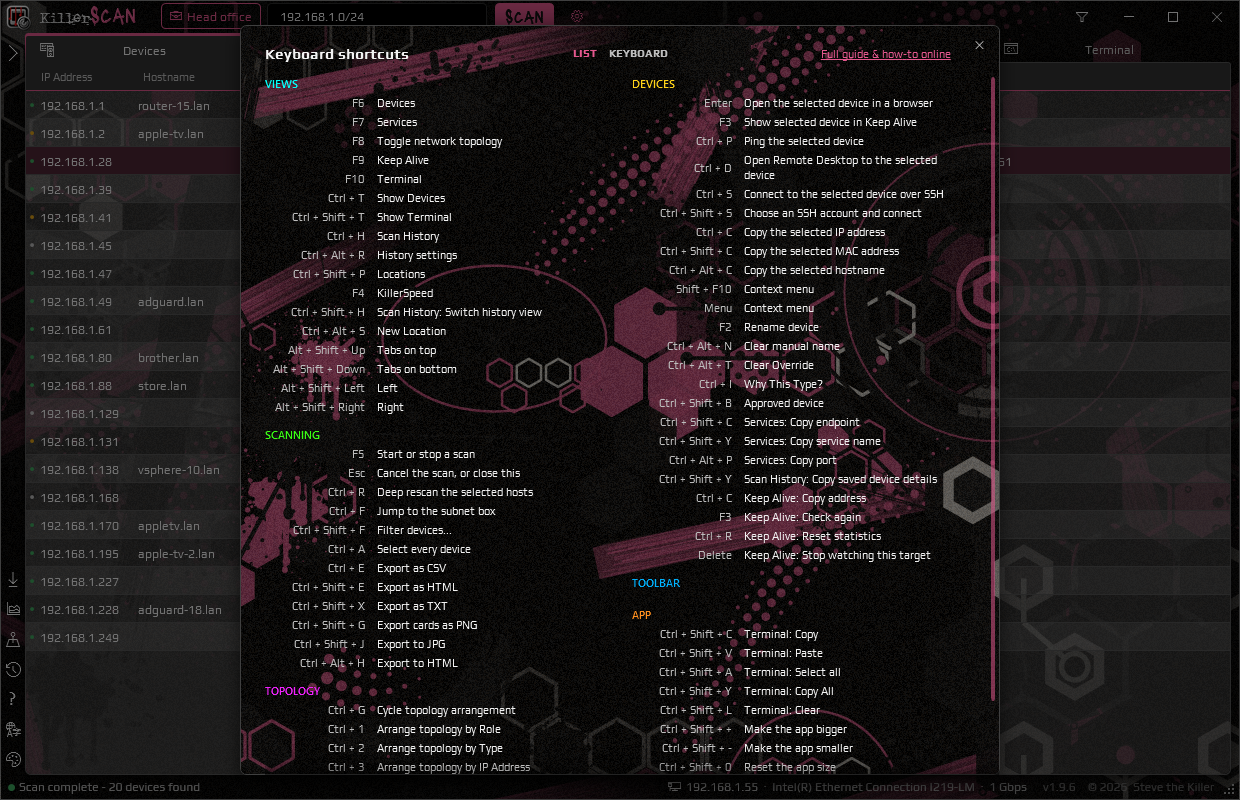 KillerSCAN
Head office
192.168.1.0/24
SCAN
Devices
Terminal
IP Address
Hostname
192.168.1.1 router-15.lan
192.168.1.2 apple-tv.lan
192.168.1.28
51
192.168.1.39
192.168.1.41
192.168.1.45
192.168.1.47
192.168.1.49 adguard.lan
192.168.1.61
192.168.1.80 brother.lan
192.168.1.88 store.lan
192.168.1.129
192.168.1.131
192.168.1.138 vsphere-10.lan
192.168.1.168
192.168.1.170 appletv.lan
192.168.1.195 apple-tv-2.lan
192.168.1.227
192.168.1.228 adguard-18.lan
192.168.1.249
Keyboard shortcuts
LIST KEYBOARD
Full guide & how-to online
VIEWS
F6 Devices
F7 Services
F8 Toggle network topology
F9 Keep Alive
F10 Terminal
Ctrl + T Show Devices
Ctrl + Shift + T Show Terminal
Ctrl + H Scan History
Ctrl + Alt + R History settings
Ctrl + Shift + P Locations
F4 KillerSpeed
Ctrl + Shift + H Scan History: Switch history view
Ctrl + Alt + S New Location
Alt + Shift + Up Tabs on top
Alt + Shift + Down Tabs on bottom
Alt + Shift + Left Left
Alt + Shift + Right Right
SCANNING
F5 Start or stop a scan
Esc Cancel the scan, or close this
Ctrl + R Deep rescan the selected hosts
Ctrl + F Jump to the subnet box
Ctrl + Shift + F Filter devices...
Ctrl + A Select every device
Ctrl + E Export as CSV
Ctrl + Shift + E Export as HTML
Ctrl + Shift + X Export as TXT
Ctrl + Shift + G Export cards as PNG
Ctrl + Shift + J Export to JPG
Ctrl + Alt + H Export to HTML
TOPOLOGY
Ctrl + G Cycle topology arrangement
Ctrl + 1 Arrange topology by Role
Ctrl + 2 Arrange topology by Type
Ctrl + 3 Arrange topology by IP Address
DEVICES
Enter Open the selected device in a browser
F3 Show selected device in Keep Alive
Ctrl + P Ping the selected device
Ctrl + D Open Remote Desktop to the selected
device
Ctrl + S Connect to the selected device over SSH
Ctrl + Shift + S Choose an SSH account and connect
Ctrl + C Copy the selected IP address
Ctrl + Shift + C Copy the selected MAC address
Ctrl + Alt + C Copy the selected hostname
Shift + F10 Context menu
Menu Context menu
F2 Rename device
Ctrl + Alt + N Clear manual name
Ctrl + Alt + T Clear Override
Ctrl + I Why This Type?
Ctrl + Shift + B Approved device
Ctrl + Shift + C Services: Copy endpoint
Ctrl + Shift + Y Services: Copy service name
Ctrl + Alt + P Services: Copy port
Ctrl + Shift + Y Scan History: Copy saved device details
Ctrl + C Keep Alive: Copy address
F3 Keep Alive: Check again
Ctrl + R Keep Alive: Reset statistics
Delete Keep Alive: Stop watching this target
TOOLBAR
APP
Ctrl + Shift + C Terminal: Copy
Ctrl + Shift + V Terminal: Paste
Ctrl + Shift + A Terminal: Select all
Ctrl + Shift + Y Terminal: Copy All
Ctrl + Shift + L Terminal: Clear
Ctrl + Shift + + Make the app bigger
Ctrl + Shift + - Make the app smaller
Ctrl + Shift + 0 Reset the app size
Scan complete - 20 devices found
192.168.1.55 · Intel(R) Ethernet Connection I219-LM · 1 Gbps v1.9.6 © 2026 Steve the Killer